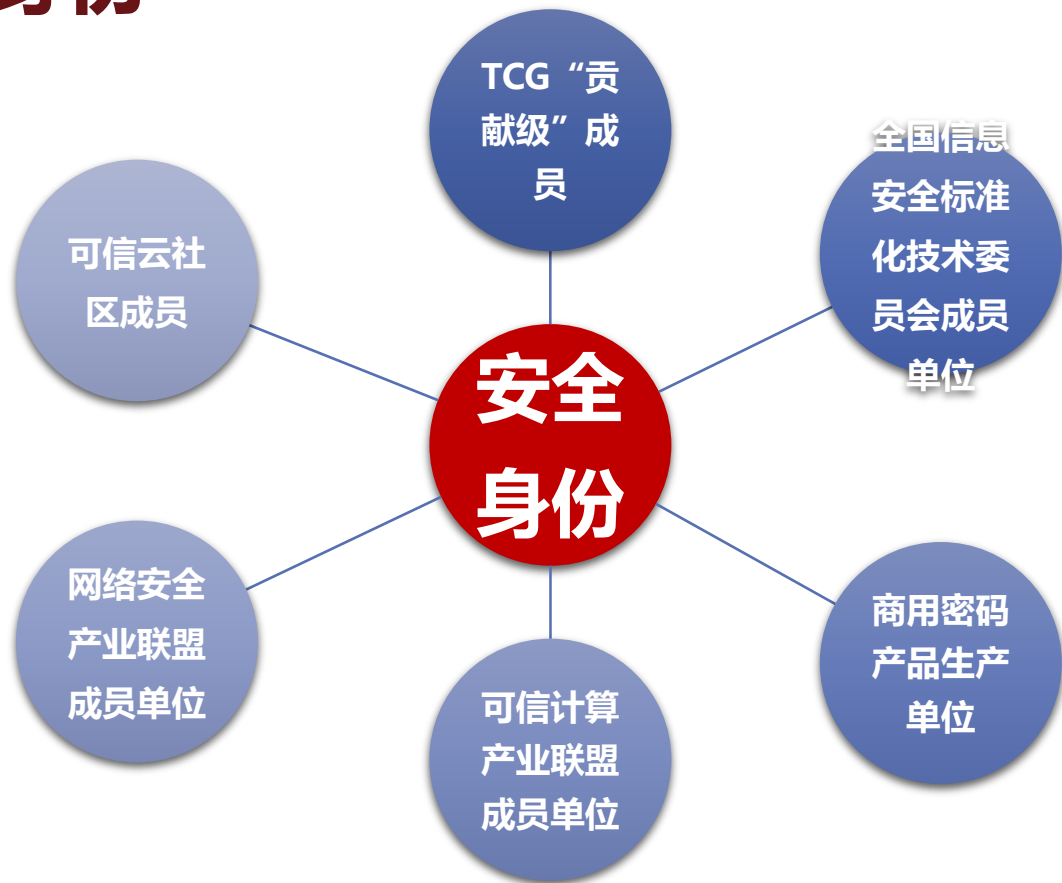 身份
TCG“贡
献级”成
员
全国信息
安全标准
化技术委
员会成员
单位
可信云社
区成员
安全
身份
网络安全
产业联盟
成员单位
可信计算
产业联盟
成员单位
商用密码
产品生产
单位